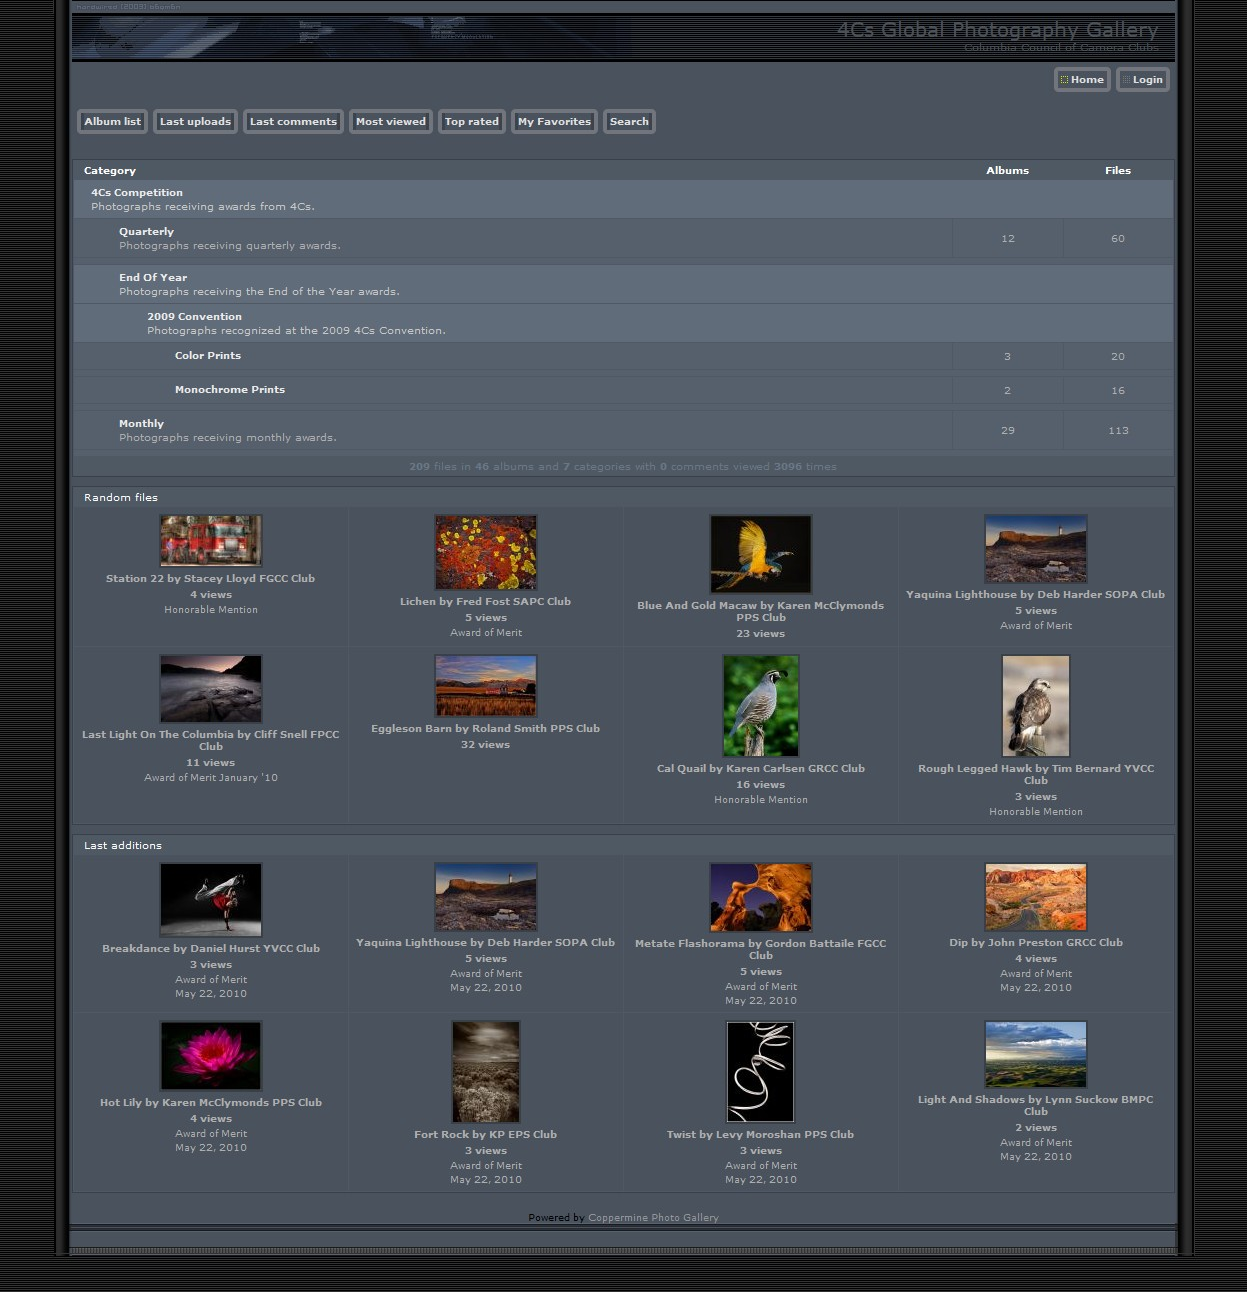 4Cs Global Photography Gallery
Columbia Council of Camera Clubs
Home Login
Album list Last uploads Last comments Most viewed Top rated My Favorites Search
Category Albums Files
4Cs Competition
Photographs receiving awards from 4Cs.
Quarterly
Photographs receiving quarterly awards. 12 60
End Of Year
Photographs receiving the End of the Year awards.
2009 Convention
Photographs recognized at the 2009 4Cs Convention.
Color Prints 3 20
Monochrome Prints 2 16
Monthly
Photographs receiving monthly awards. 29 113
209 files in 46 albums and 7 categories with 0 comments viewed 3096 times
Random files
Station 22 by Stacey Lloyd FGCC Club
4 views
Honorable Mention
Lichen by Fred Fost SAPC Club
5 views
Award of Merit
Blue And Gold Macaw by Karen McClymonds
PPS Club
23 views
Yaquina Lighthouse by Deb Harder SOPA Club
5 views
Award of Merit
Last Light On The Columbia by Cliff Snell FPCC
Club
11 views
Award of Merit January '10
Eggleson Barn by Roland Smith PPS Club
32 views
Cal Quail by Karen Carlsen GRCC Club
16 views
Honorable Mention
Rough Legged Hawk by Tim Bernard YVCC
Club
3 views
Honorable Mention
Last additions
Breakdance by Daniel Hurst YVCC Club
3 views
Award of Merit
May 22, 2010
Yaquina Lighthouse by Deb Harder SOPA Club
5 views
Award of Merit
May 22, 2010
Metate Flashorama by Gordon Battaile FGCC
Club
5 views
Award of Merit
May 22, 2010
Dip by John Preston GRCC Club
4 views
Award of Merit
May 22, 2010
Hot Lily by Karen McClymonds PPS Club
4 views
Award of Merit
May 22, 2010
Fort Rock by KP EPS Club
3 views
Award of Merit
May 22, 2010
Twist by Levy Moroshan PPS Club
3 views
Award of Merit
May 22, 2010
Light And Shadows by Lynn Suckow BMPC
Club
2 views
Award of Merit
May 22, 2010
Powered by Coppermine Photo Gallery